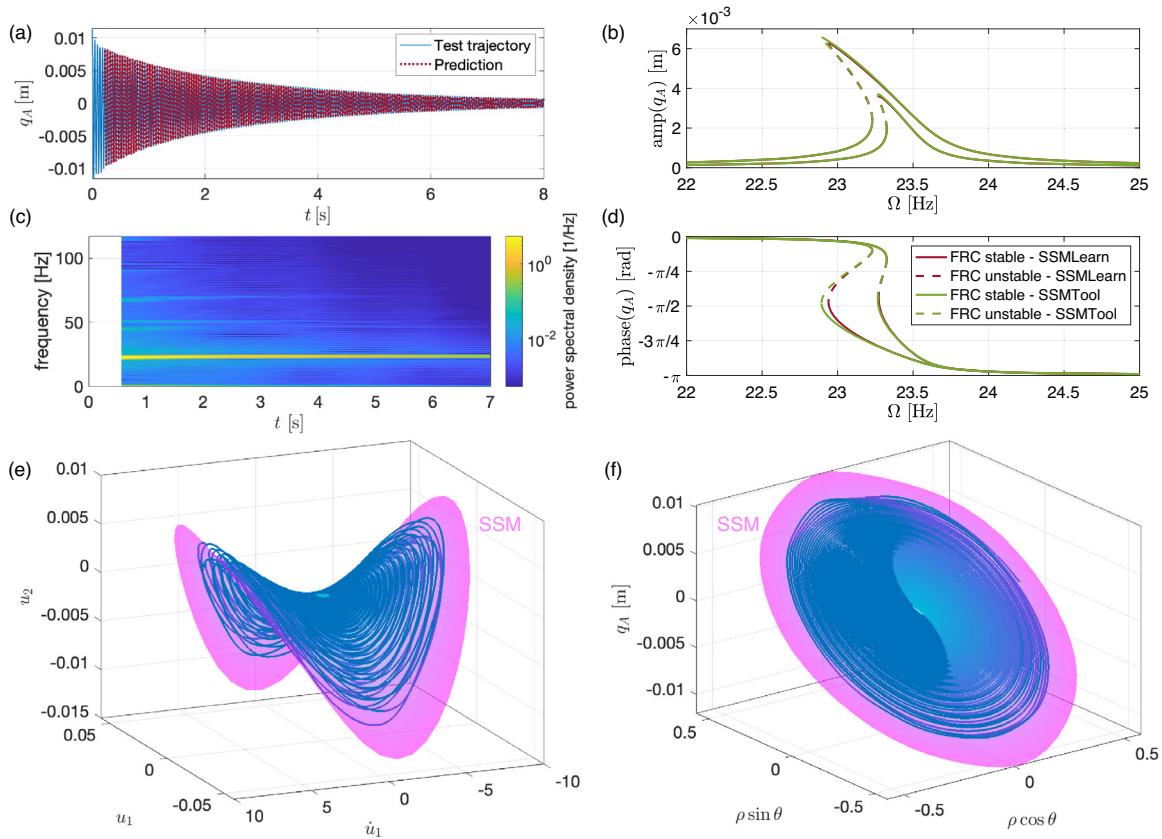 (a)
0.01
0.005
0
-0.005
-0.01
q_A [m]
Test trajectory
Prediction
0 2 4 6 8
t [s]
(b)
×10⁻³
6
4
2
0
amp(q_A) [m]
22 22.5 23 23.5 24 24.5 25
Ω [Hz]
(c)
100
50
0
frequency [Hz]
0 1 2 3 4 5 6 7
t [s]
10⁰
10⁻²
power spectral density [1/Hz]
(d)
0
-π/4
-π/2
-3π/4
-π
phase(q_A) [rad]
FRC stable - SSMLearn
FRC unstable - SSMLearn
FRC stable - SSMTool
FRC unstable - SSMTool
22 22.5 23 23.5 24 24.5 25
Ω [Hz]
(e)
SSM
0.01
0.005
0
-0.005
-0.01
-0.015
u₂
0.05
0
-0.05
u₁
10 5 0 -5 -10
u̇₁
(f)
SSM
0.01
0.005
0
-0.005
-0.01
q_A [m]
0.5
0
-0.5
ρ sin θ
-0.5 0 0.5
ρ cos θ